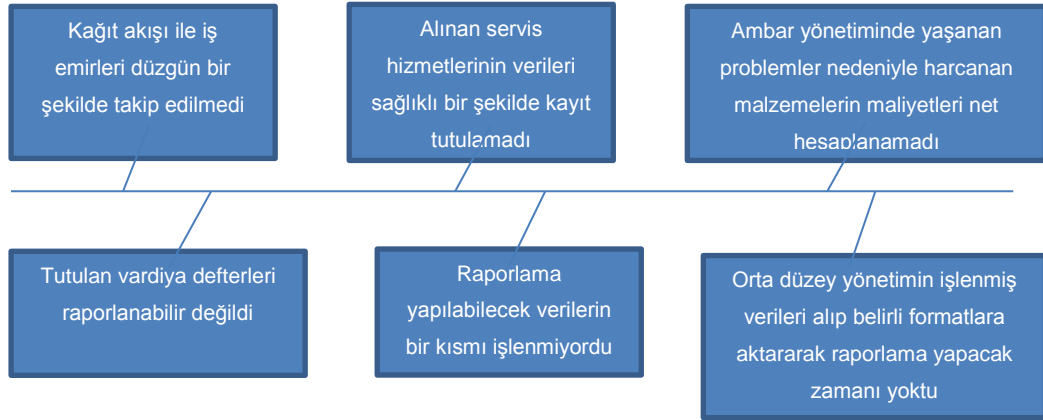 Kağıt akışı ile iş
emirleri düzgün bir
şekilde takip edilmedi
Alınan servis
hizmetlerinin verileri
sağlıklı bir şekilde kayıt
tutulamadı
Ambar yönetiminde yaşanan
problemler nedeniyle harcanan
malzemelerin maliyetleri net
hesaplanamadı
Tutulan vardiya defterleri
raporlanabilir değildi
Raporlama
yapılabilecek verilerin
bir kısmı işlenmiyordu
Orta düzey yönetimin işlenmiş
verileri alıp belirli formatlara
aktararak raporlama yapacak
zamanı yoktu